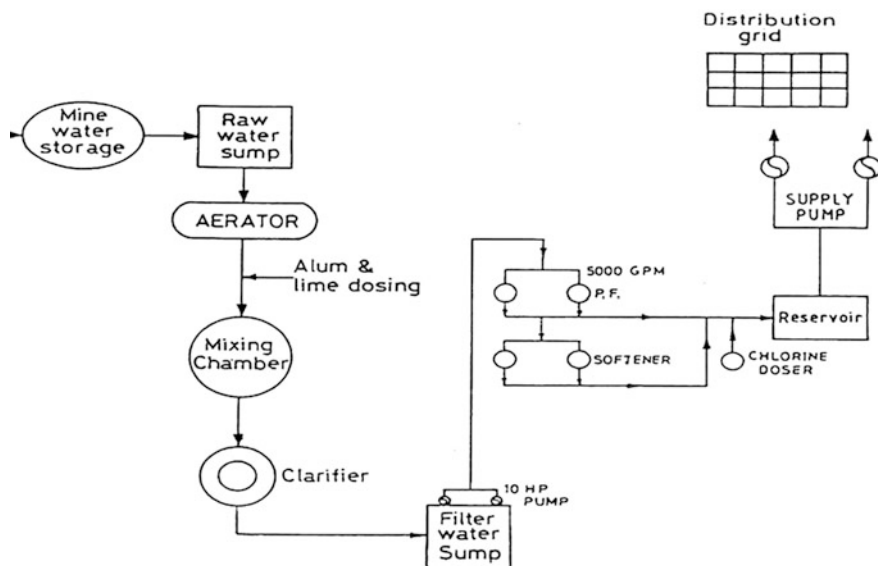 Distribution
grid
Mine
water
storage
Raw
water
sump
AERATOR
SUPPLY
PUMP
Alum &
lime dosing
5000 GPM
P.F.
Reservoir
Mixing
Chamber
SOFTENER
CHLORINE
DOSER
Clarifier
10 HP
PUMP
Filter
water
Sump